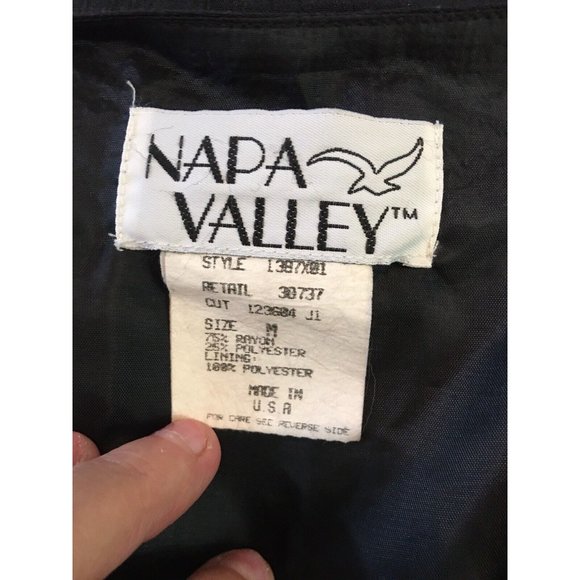 NAPA
VALLEY™
STYLE 1387X01
RETAIL 30737
CUT 123604 J1
SIZE M
75% RAYON
25% POLYESTER
LINING:
100% POLYESTER
MADE IN
U.S.A
FOR CARE SEE REVERSE SIDE